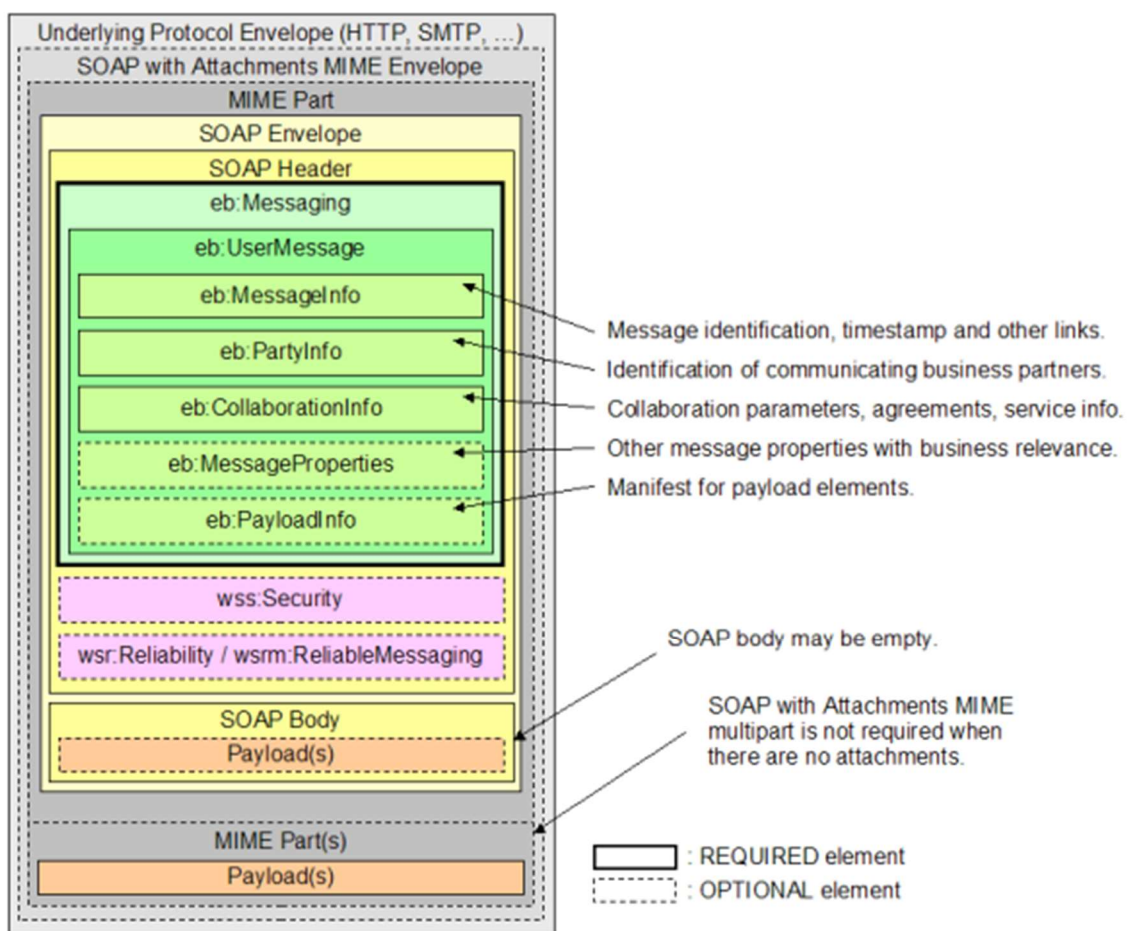 Underlying Protocol Envelope (HTTP, SMTP, …)
SOAP with Attachments MIME Envelope
MIME Part
SOAP Envelope
SOAP Header
eb:Messaging
eb:UserMessage
eb:MessageInfo
eb:PartyInfo
eb:CollaborationInfo
eb:MessageProperties
eb:PayloadInfo
Message identification, timestamp and other links.
Identification of communicating business partners.
Collaboration parameters, agreements, service info.
Other message properties with business relevance.
Manifest for payload elements.
wss:Security
wsr:Reliability / wsrm:ReliableMessaging
SOAP Body
Payload(s)
SOAP body may be empty.
SOAP with Attachments MIME
multipart is not required when
there are no attachments.
MIME Part(s)
Payload(s)
: REQUIRED element
: OPTIONAL element